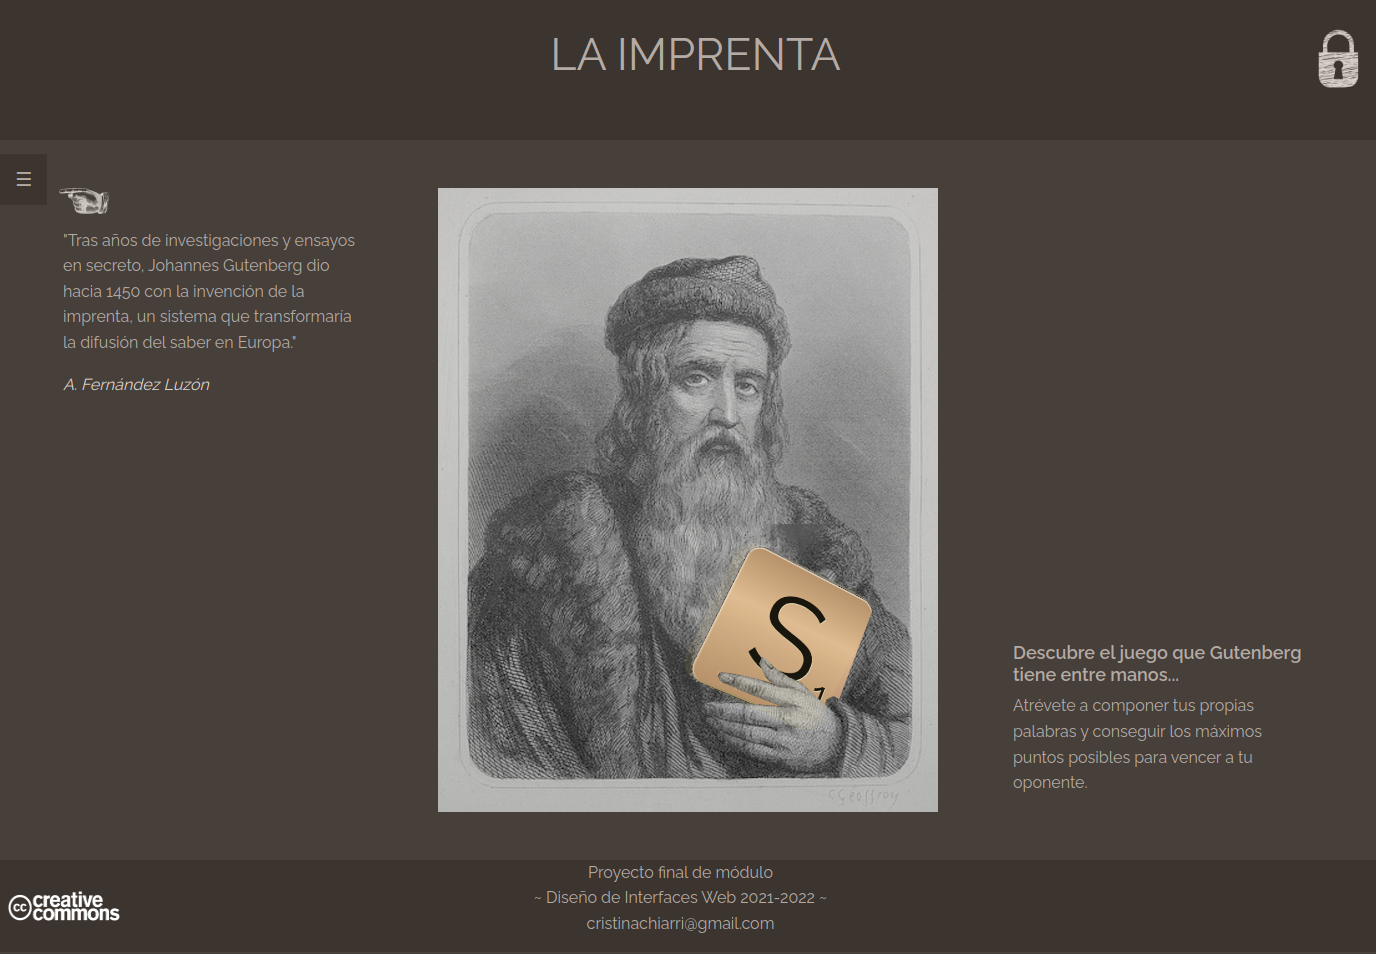 LA IMPRENTA
☰
"Tras años de investigaciones y ensayos
en secreto, Johannes Gutenberg dio
hacia 1450 con la invención de la
imprenta, un sistema que transformaría
la difusión del saber en Europa."
A. Fernández Luzón
S
1
C Geoffroy
Descubre el juego que Gutenberg
tiene entre manos...
Atrévete a componer tus propias
palabras y conseguir los máximos
puntos posibles para vencer a tu
oponente.
cc creative
commons
Proyecto final de módulo
~ Diseño de Interfaces Web 2021-2022 ~
cristinachiarri@gmail.com